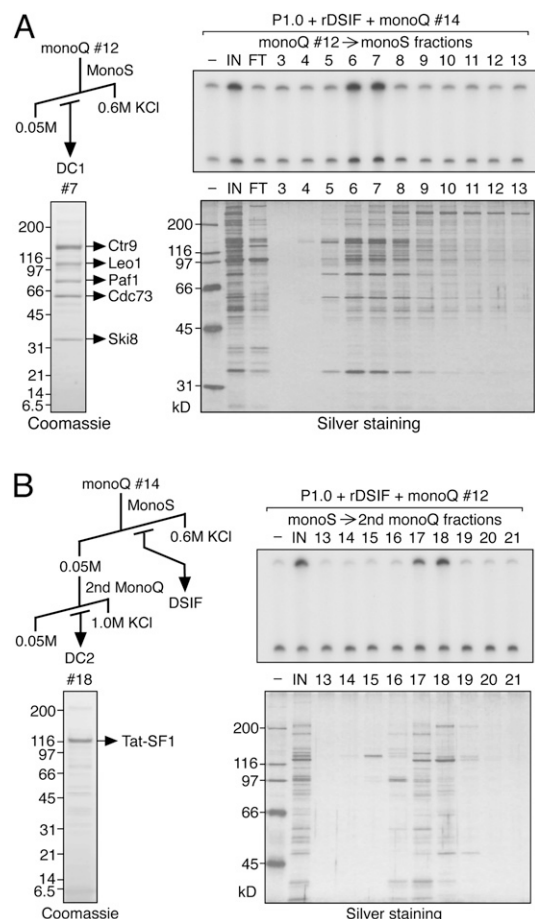 A
monoQ #12
MonoS
0.6M KCl
0.05M
DC1
#7
200
116
97
66
45
31
21
14
6.5
Ctr9
Leo1
Paf1
Cdc73
Ski8
Coomassie
P1.0 + rDSIF + monoQ #14
monoQ #12 → monoS fractions
– IN FT 3 4 5 6 7 8 9 10 11 12 13
– IN FT 3 4 5 6 7 8 9 10 11 12 13
200
116
97
66
45
31
kD
Silver staining
B
monoQ #14
MonoS
0.6M KCl
0.05M
DSIF
2nd MonoQ
0.05M
1.0M KCl
DC2
#18
200
116
97
66
45
31
21
14
6.5
Tat-SF1
Coomassie
P1.0 + rDSIF + monoQ #12
monoS → 2nd monoQ fractions
– IN 13 14 15 16 17 18 19 20 21
– IN 13 14 15 16 17 18 19 20 21
200
116
97
66
45
kD
Silver staining